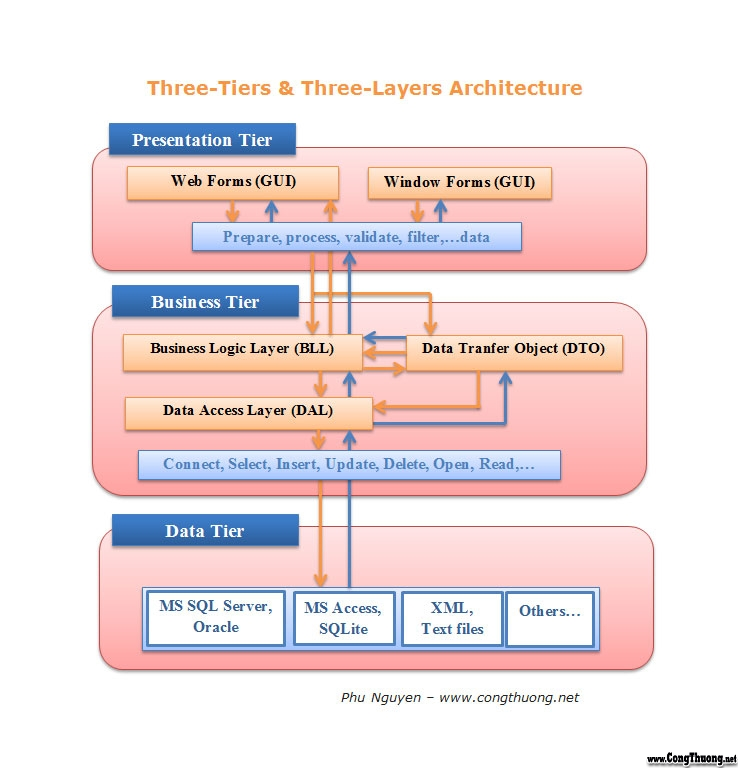 Three-Tiers & Three-Layers Architecture
Presentation Tier
Web Forms (GUI)
Window Forms (GUI)
Prepare, process, validate, filter,...data
Business Tier
Business Logic Layer (BLL)
Data Tranfer Object (DTO)
Data Access Layer (DAL)
Connect, Select, Insert, Update, Delete, Open, Read,...
Data Tier
MS SQL Server,
Oracle
MS Access,
SQLite
XML,
Text files
Others...
Phu Nguyen – www.congthuong.net
www.CongThuong.net